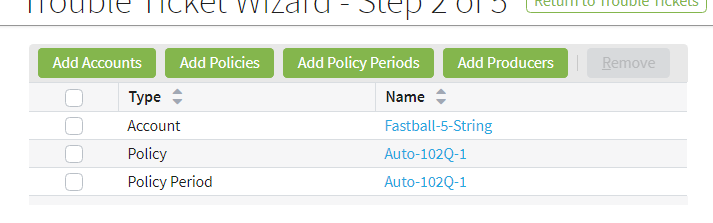 Trouble Ticket Wizard - Step 2 of 5 Return to Trouble Tickets
Add Accounts Add Policies Add Policy Periods Add Producers Remove
Type Name
Account Fastball-5-String
Policy Auto-102Q-1
Policy Period Auto-102Q-1